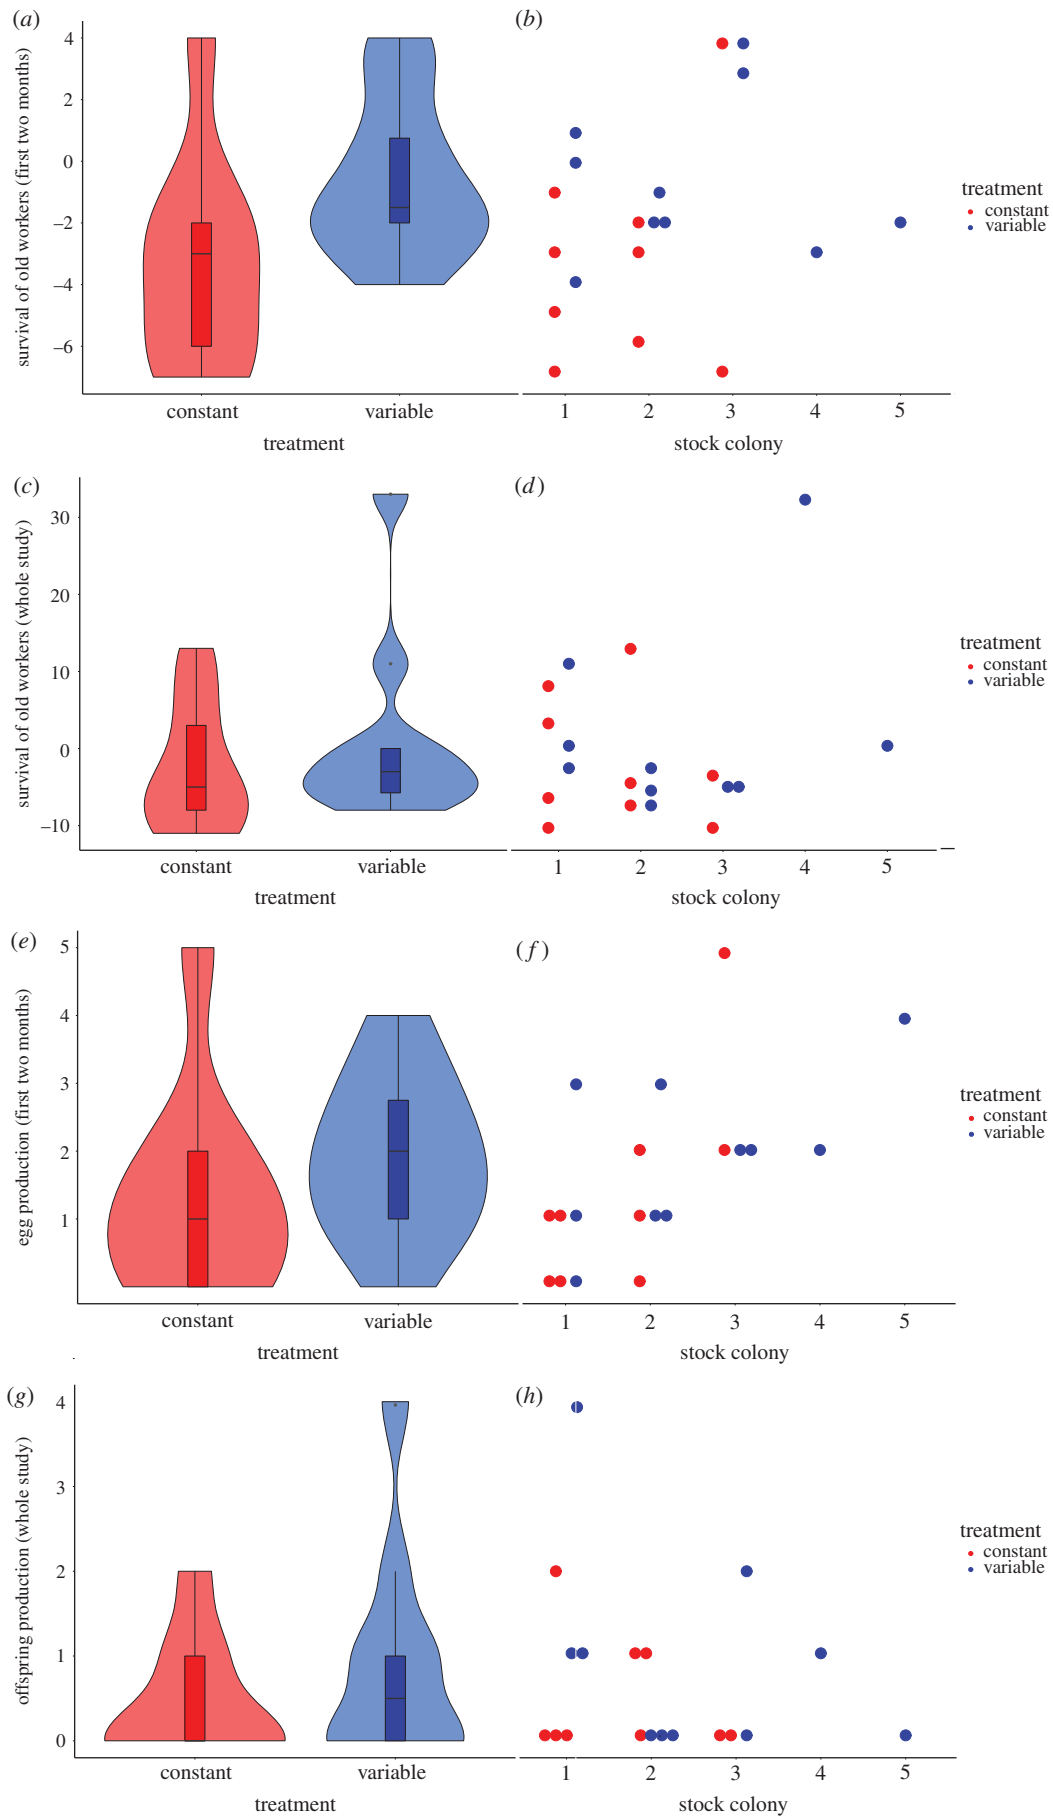 (a)
survival of old workers (first two months)
4
2
0
–2
–4
–6
constant
variable
treatment
(b)
1
2
3
4
5
stock colony
treatment
constant
variable
(c)
survival of old workers (whole study)
30
20
10
0
–10
constant
variable
treatment
(d)
1
2
3
4
5
stock colony
treatment
constant
variable
(e)
egg production (first two months)
5
4
3
2
1
constant
variable
treatment
(f)
1
2
3
4
5
stock colony
treatment
constant
variable
(g)
offspring production (whole study)
4
3
2
1
0
constant
variable
treatment
(h)
1
2
3
4
5
stock colony
treatment
constant
variable